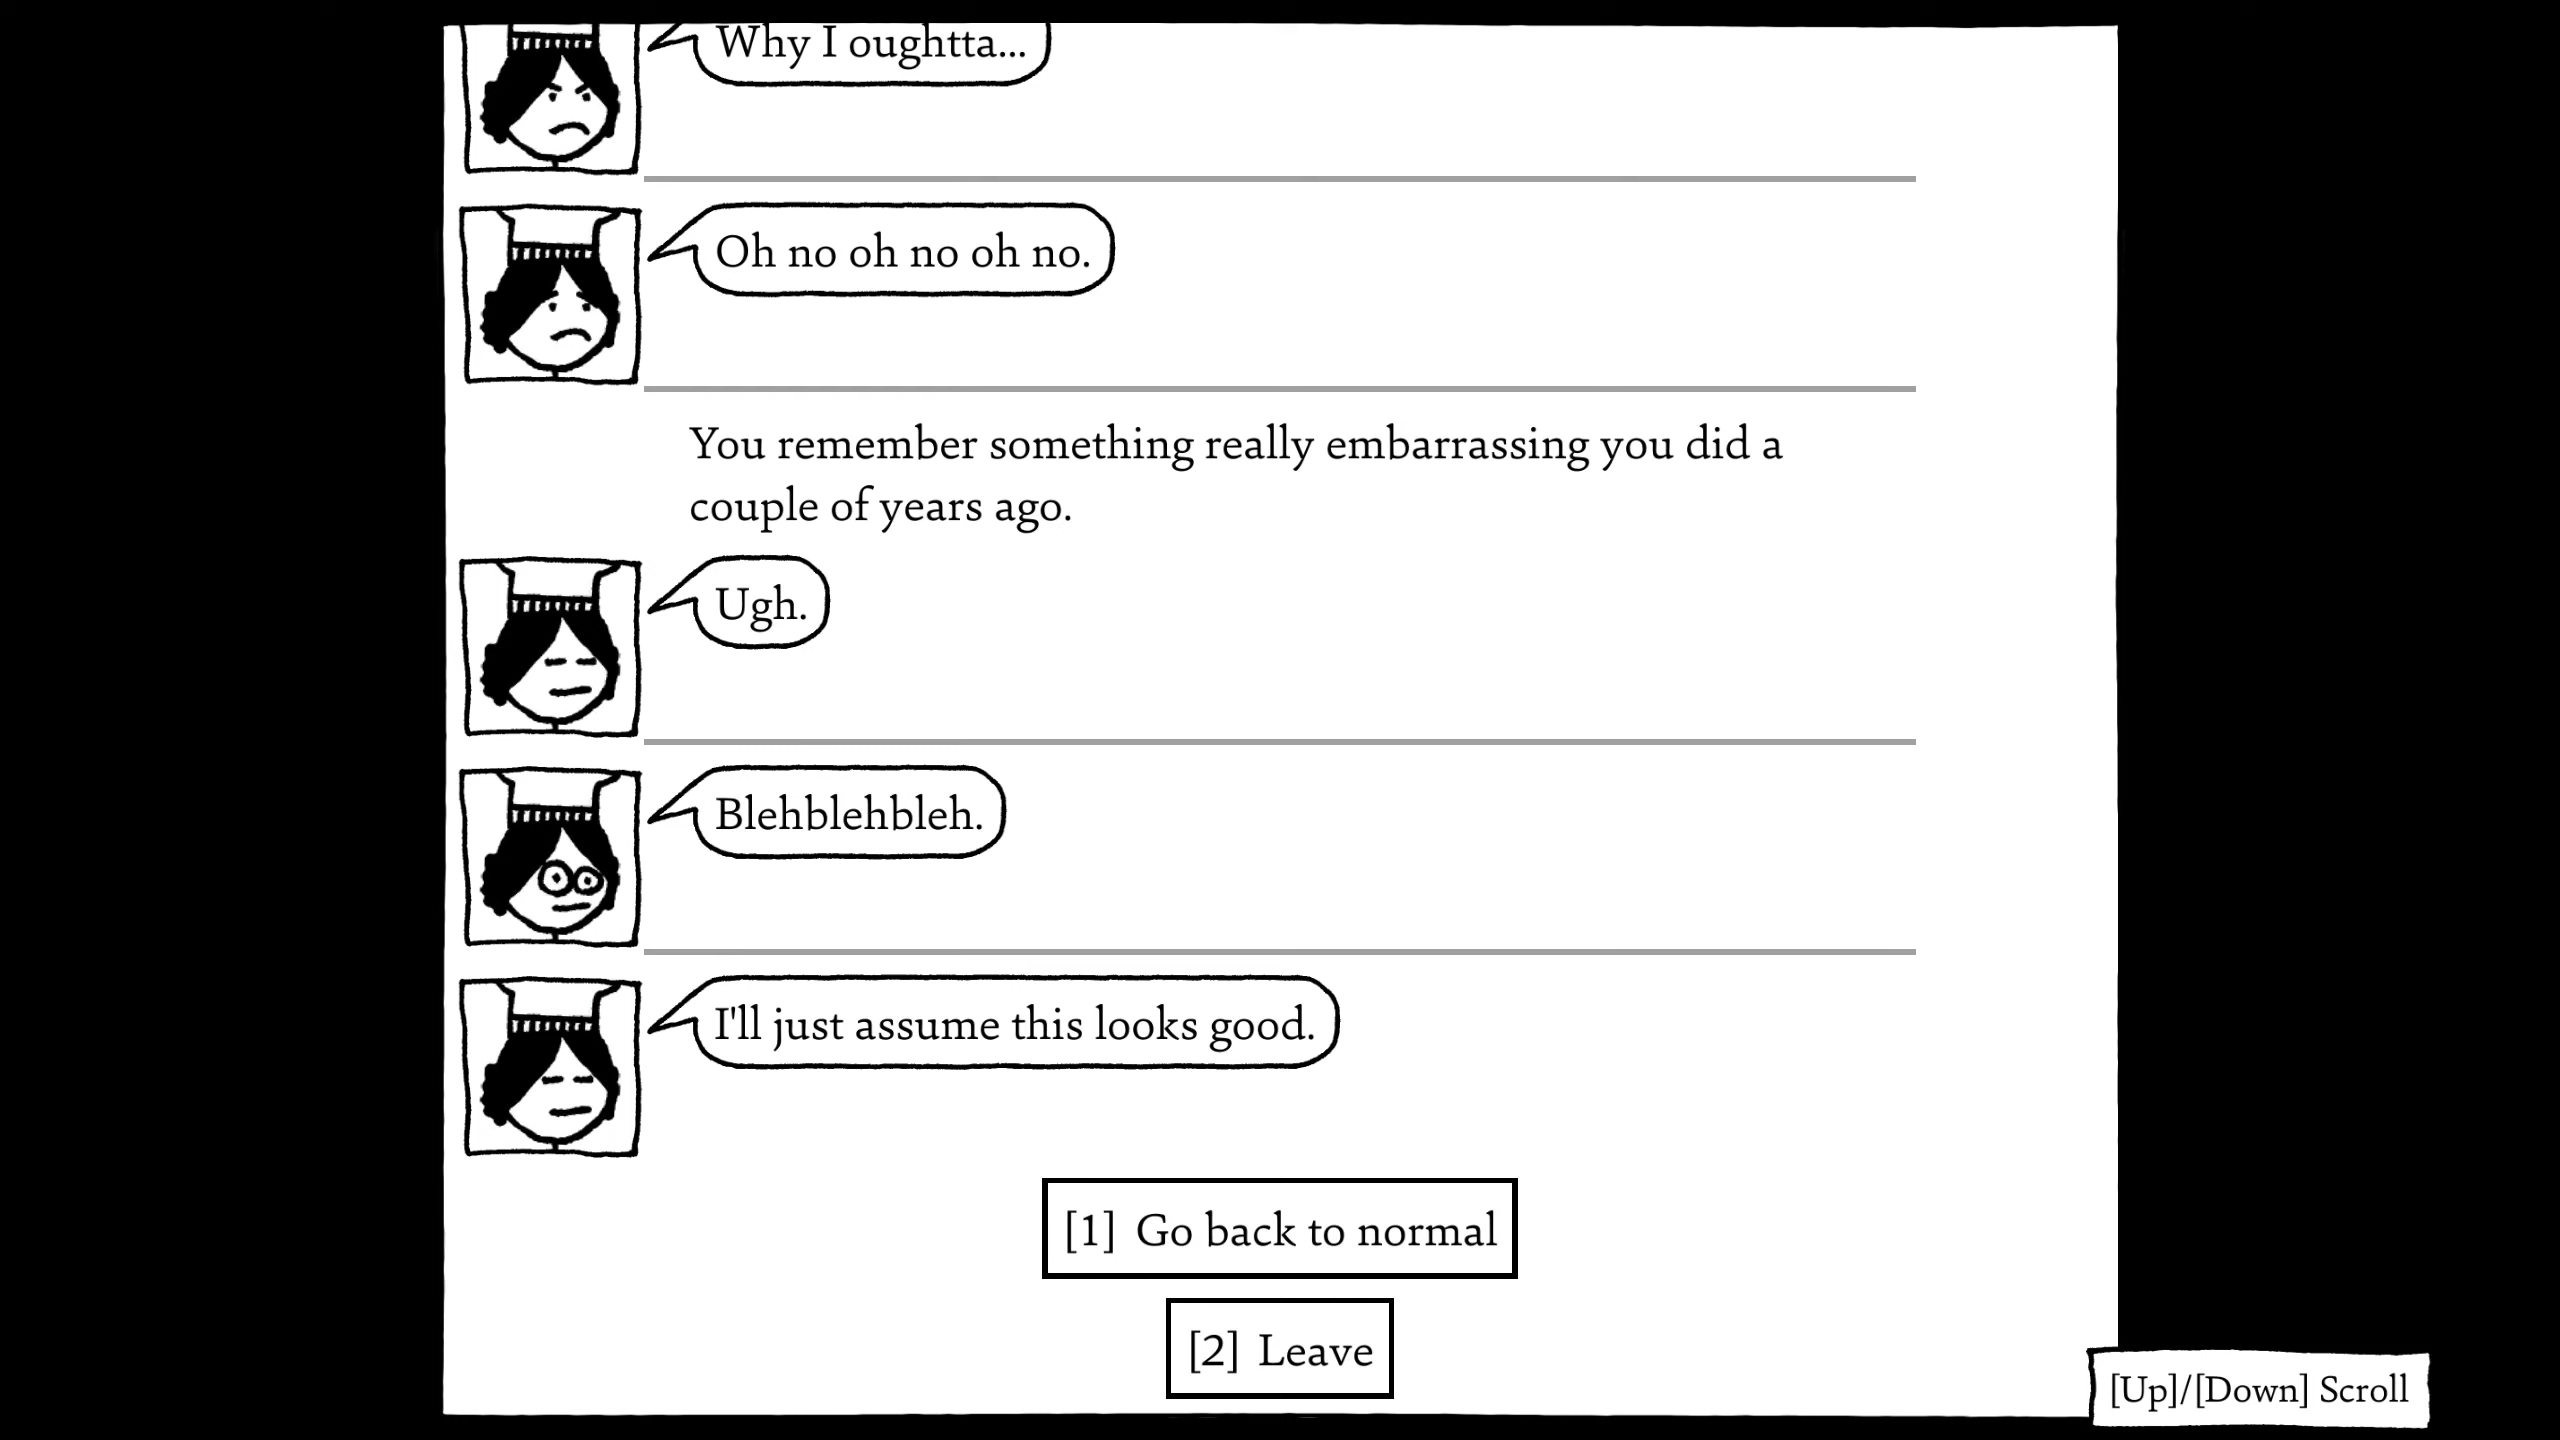 Why I oughtta...
Oh no oh no oh no.
You remember something really embarrassing you did a
couple of years ago.
Ugh.
Blehblehbleh.
I'll just assume this looks good.
[1] Go back to normal
[2] Leave
[Up]/[Down] Scroll